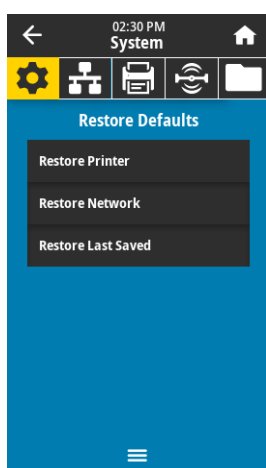 02:30 PM
System
Restore Defaults
Restore Printer
Restore Network
Restore Last Saved